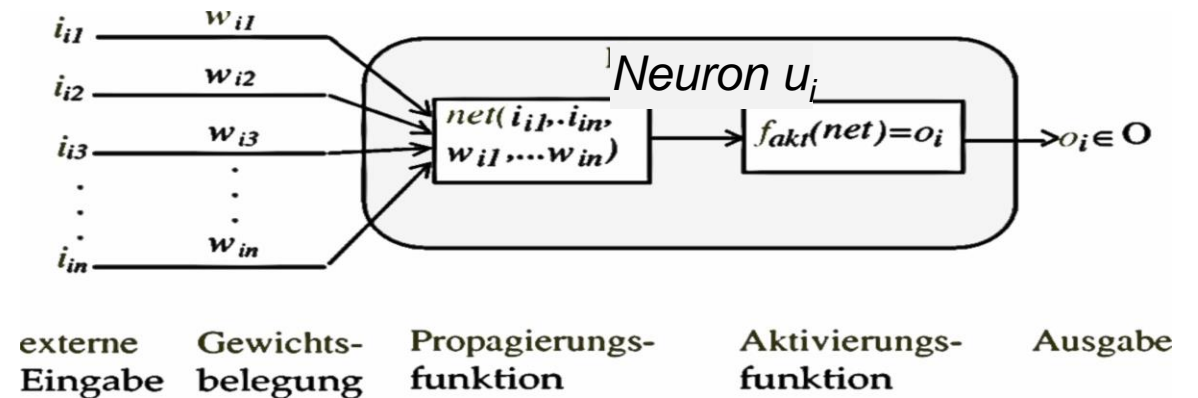 i_i1 w_i1
Neuron u_i
i_i2 w_i2
net( i_i1,..i_in,
w_i1,...w_in)
f_akt(net)=o_i
o_i ∈ O
i_i3 w_i3
i_in w_in
externe Gewichts- Propagierungs- Aktivierungs- Ausgabe
Eingabe belegung funktion funktion